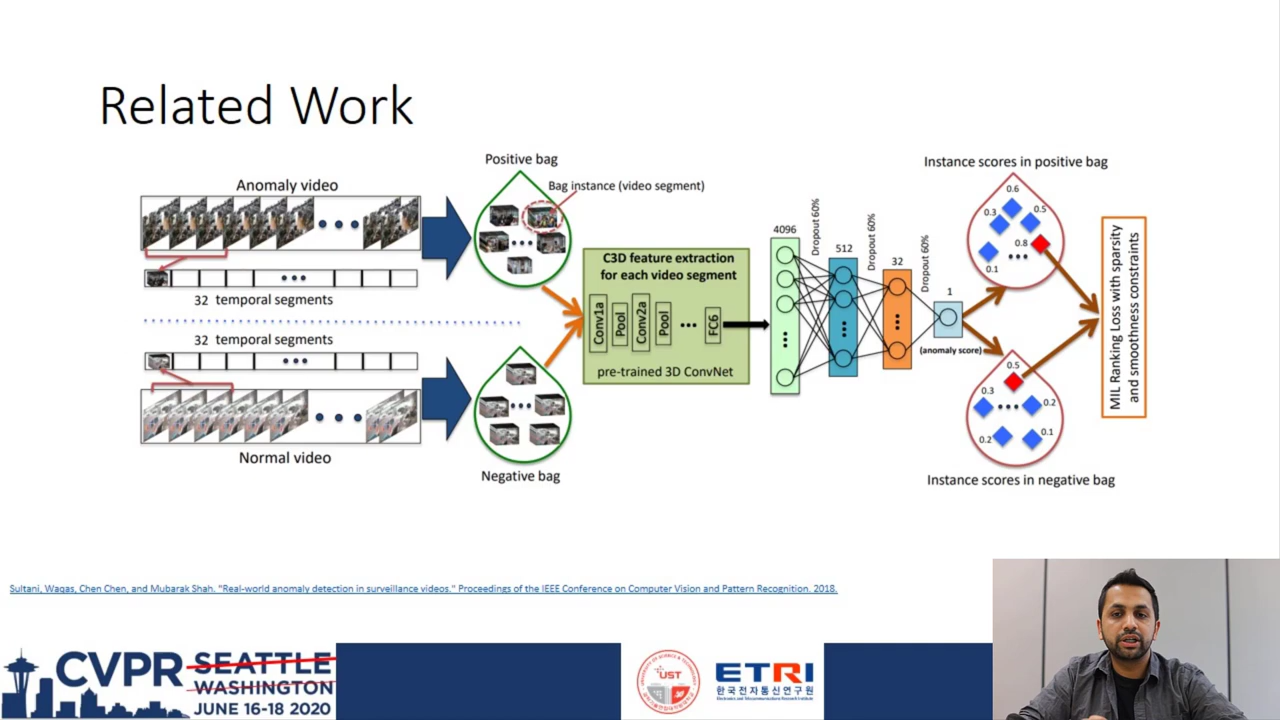 Related Work
Anomaly video
32 temporal segments
32 temporal segments
Normal video
Positive bag
Bag instance (video segment)
Negative bag
C3D feature extraction
for each video segment
Conv1a
Pool
Conv2a
Pool
FC6
pre-trained 3D ConvNet
4096
Dropout 60%
512
Dropout 60%
32
Dropout 60%
1
(anomaly score)
Instance scores in positive bag
0.6
0.3
0.5
0.8
0.1
0.5
0.3
0.2
0.2
0.1
Instance scores in negative bag
MIL Ranking Loss with sparsity
and smoothness constraints
Sultani, Waqas, Chen Chen, and Mubarak Shah. "Real-world anomaly detection in surveillance videos." Proceedings of the IEEE Conference on Computer Vision and Pattern Recognition. 2018.
CVPR SEATTLE
WASHINGTON
JUNE 16-18 2020
UST
ETRI
한국전자통신연구원
Electronics and Telecommunications Research Institute